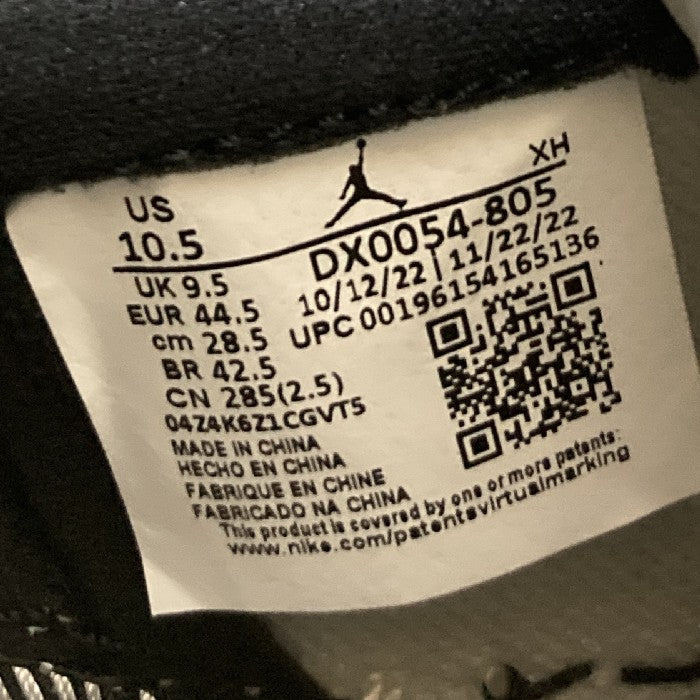 US
10.5
XH
UK 9.5
EUR 44.5
cm 28.5
BR 42.5
CN 285(2.5)
04Z4K6Z1CGVT5
DX0054-805
10/12/22 | 11/22/22
UPC 00196154165136
MADE IN CHINA
HECHO EN CHINA
FABRIQUE EN CHINE
FABRICADO NA CHINA
This product is covered by one or more patents:
www.nike.com/patentsvirtualmarking